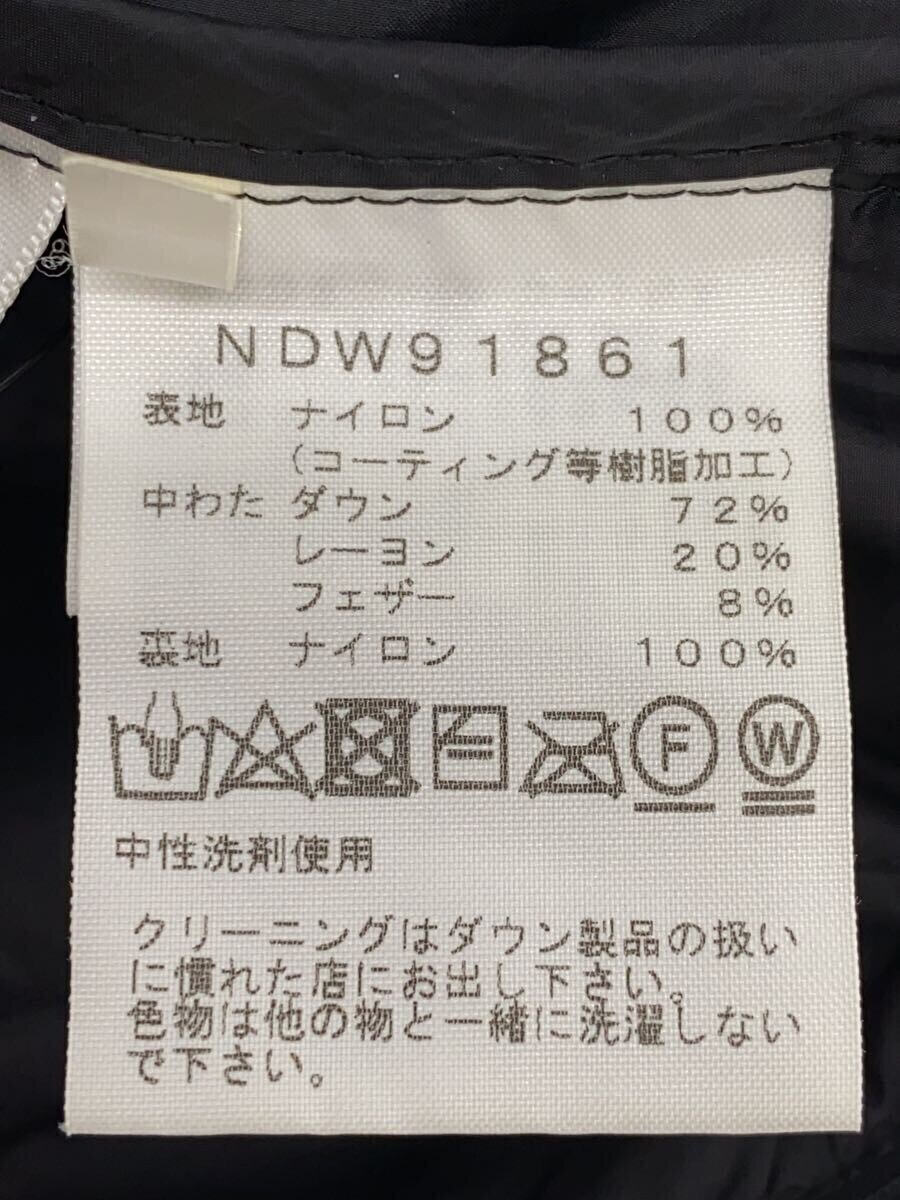 NDW91861
表地 ナイロン 100%
(コーティング等樹脂加工)
中わた ダウン 72%
レーヨン 20%
フェザー 8%
裏地 ナイロン 100%
F W
中性洗剤使用
クリーニングはダウン製品の扱い
に慣れた店にお出し下さい。
色物は他の物と一緒に洗濯しない
で下さい。